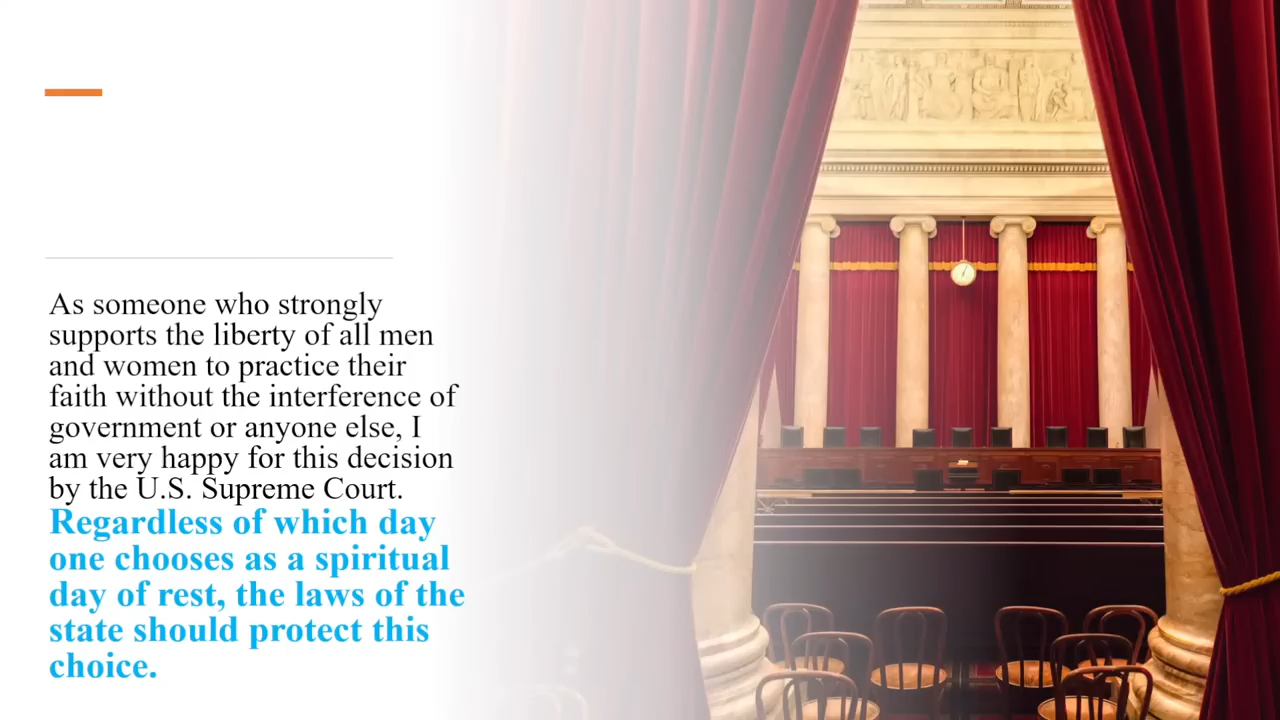 As someone who strongly
supports the liberty of all men
and women to practice their
faith without the interference of
government or anyone else, I
am very happy for this decision
by the U.S. Supreme Court.
Regardless of which day
one chooses as a spiritual
day of rest, the laws of the
state should protect this
choice.